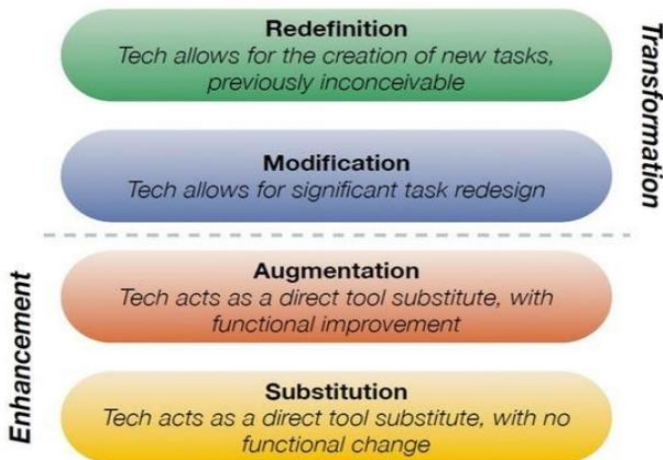 Redefinition
Tech allows for the creation of new tasks,
previously inconceivable
Modification
Tech allows for significant task redesign
Transformation
Augmentation
Tech acts as a direct tool substitute, with
functional improvement
Substitution
Tech acts as a direct tool substitute, with no
functional change
Enhancement